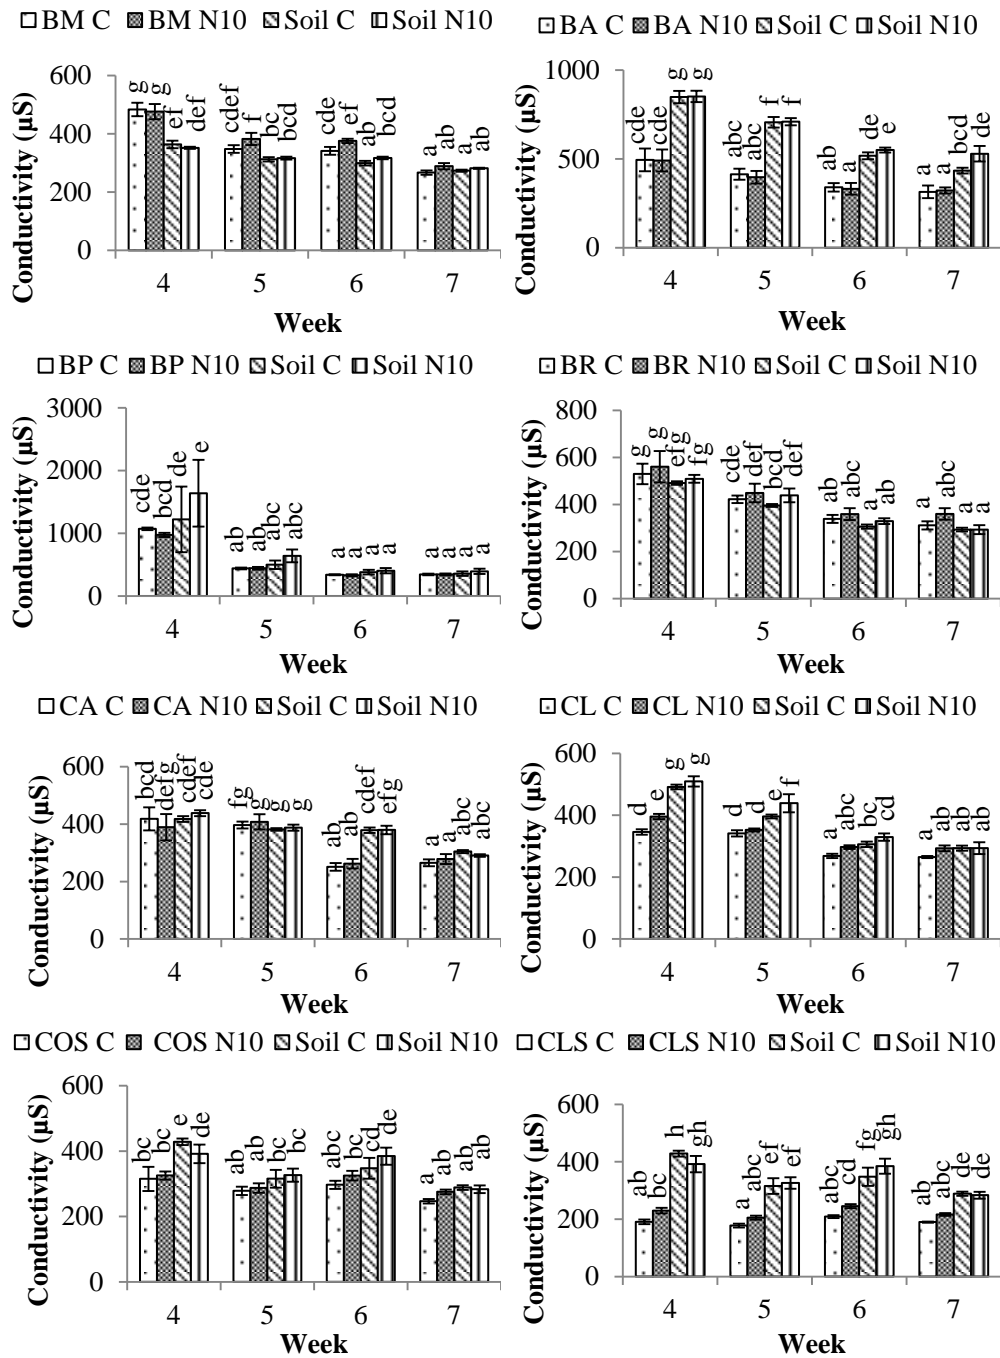 BM C BM N10 Soil C Soil N10
600
400
200
0
Conductivity (µS)
g g ef def
cdef f bc bcd
cde ef ab bcd
a ab a ab
4 5 6 7
Week
BA C BA N10 Soil C Soil N10
1000
500
0
Conductivity (µS)
cde cde g g
abc abc f f
ab a de e
a a bcd de
4 5 6 7
Week
BP C BP N10 Soil C Soil N10
3000
2000
1000
0
Conductivity (µS)
cde bcd de e
ab ab abc abc
a a a a
a a a a
4 5 6 7
Week
BR C BR N10 Soil C Soil N10
800
600
400
200
0
Conductivity (µS)
g g efg fg
cde def bcd def
ab abc a ab
a abc a a
4 5 6 7
Week
CA C CA N10 Soil C Soil N10
600
400
200
0
Conductivity (µS)
bcd defg cdef cde
fg g g g
ab ab cdef efg
a a abc abc
4 5 6 7
Week
CL C CL N10 Soil C Soil N10
600
400
200
0
Conductivity (µS)
d e g g
d d e f
a abc bc cd
a ab ab ab
4 5 6 7
Week
COS C COS N10 Soil C Soil N10
600
400
200
0
Conductivity (µS)
bc bc e de
ab ab bc bc
abc bc cd de
a ab ab ab
4 5 6 7
Week
CLS C CLS N10 Soil C Soil N10
600
400
200
0
Conductivity (µS)
ab bc h gh
a abc ef ef
abc cd fg gh
ab abc de de
4 5 6 7
Week